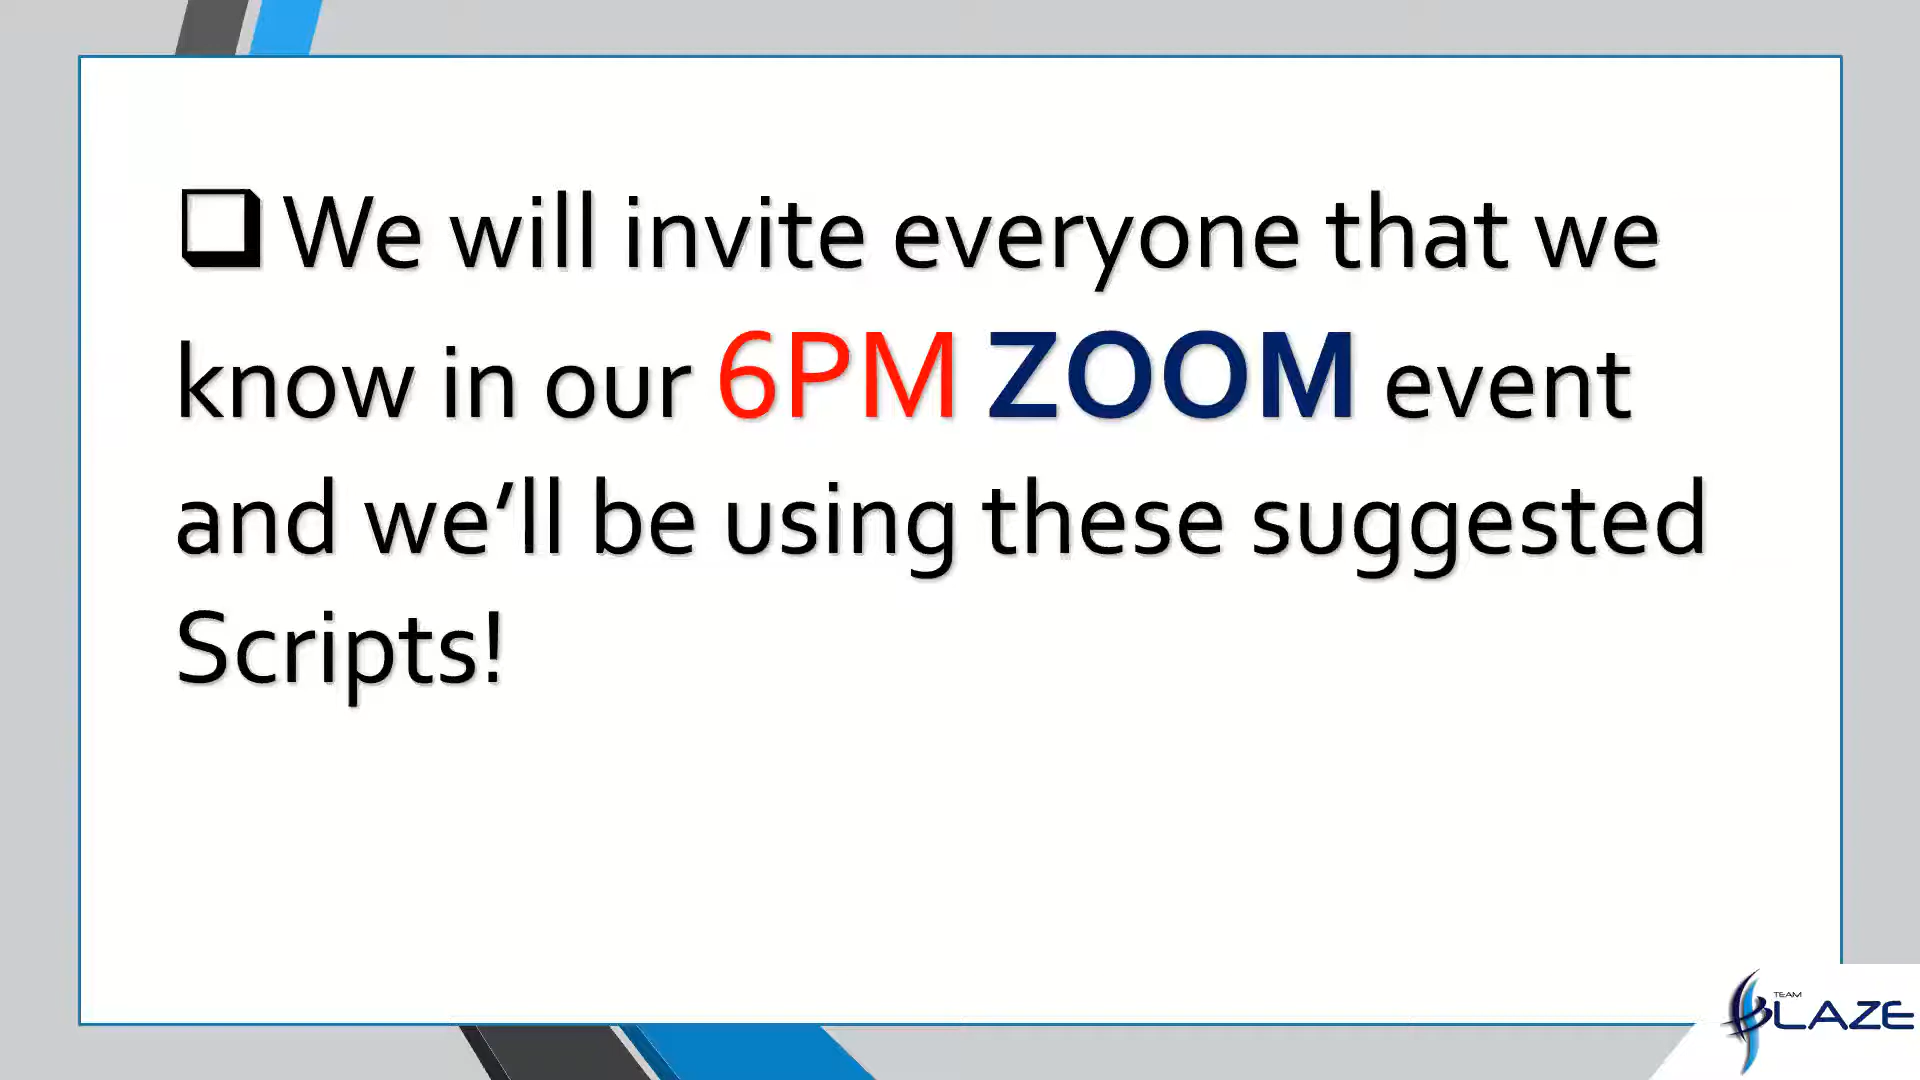 ❑ We will invite everyone that we
know in our 6PM ZOOM event
and we’ll be using these suggested
Scripts!
TEAM
BLAZE